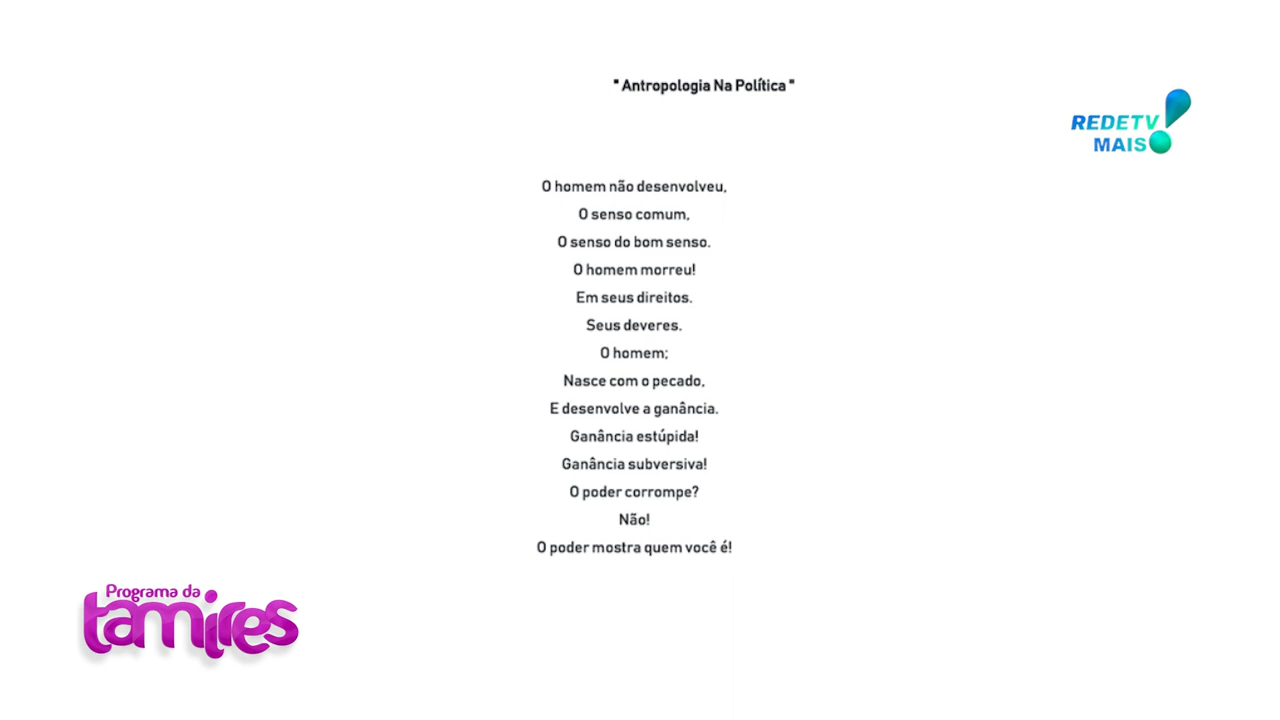 " Antropologia Na Política "
REDETV!
MAIS
O homem não desenvolveu,
O senso comum,
O senso do bom senso.
O homem morreu!
Em seus direitos.
Seus deveres.
O homem;
Nasce com o pecado,
E desenvolve a ganância.
Ganância estúpida!
Ganância subversiva!
O poder corrompe?
Não!
O poder mostra quem você é!
Programa da
tamires